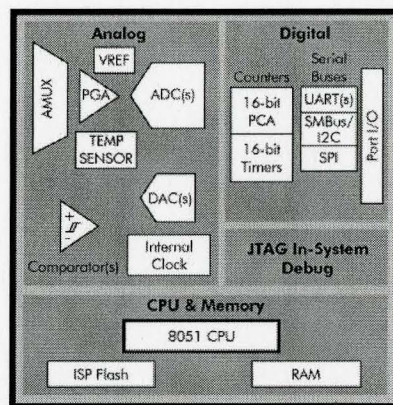 Analog
VREF
AMUX
PGA
ADC(s)
TEMP
SENSOR
DAC(s)
+
-
Comparator(s)
Internal
Clock
Digital
Counters
16-bit
PCA
16-bit
Timers
Serial
Buses
UART(s)
SMBus/
I2C
SPI
Port I/O
JTAG In-System
Debug
CPU & Memory
8051 CPU
ISP Flash
RAM